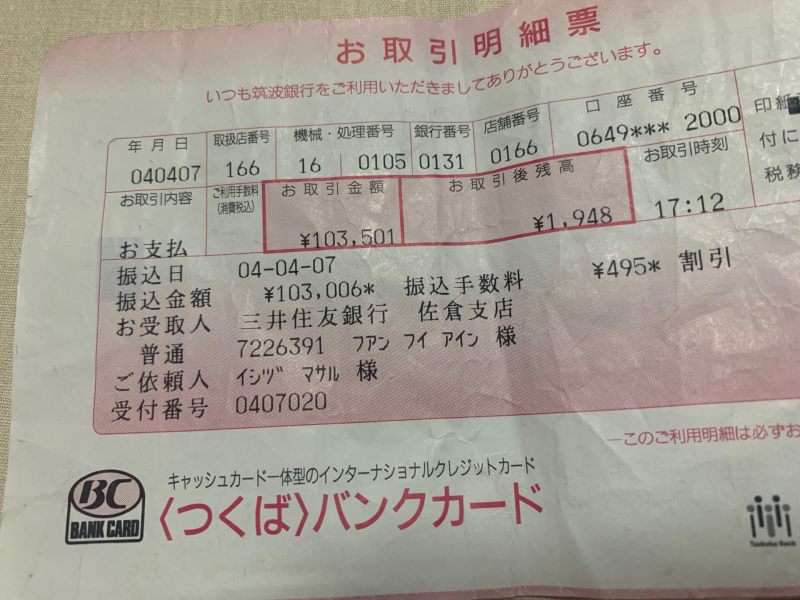 お取引明細票
いつも筑波銀行をご利用いただきましてありがとうございます。
年月日 取扱店番号 機械・処理番号 銀行番号 店舗番号 口座番号 印紙
040407 166 16 0105 0131 0166 0649*** 2000 付に
お取引内容 ご利用手数料(消費税込) お取引金額 お取引後残高 お取引時刻 税務
お支払 ¥103,501 ¥1,948 17:12
振込日 04-04-07
振込金額 ¥103,006* 振込手数料 ¥495* 割引
お受取人 三井住友銀行 佐倉支店
普通 7226391 フアン フイ アイン 様
ご依頼人 イシヅ゛ マサル 様
受付番号 0407020
―このご利用明細は必ずお
キャッシュカード一体型のインターナショナルクレジットカード
BC
BANK CARD
〈つくば〉バンクカード
Tsukuba Bank